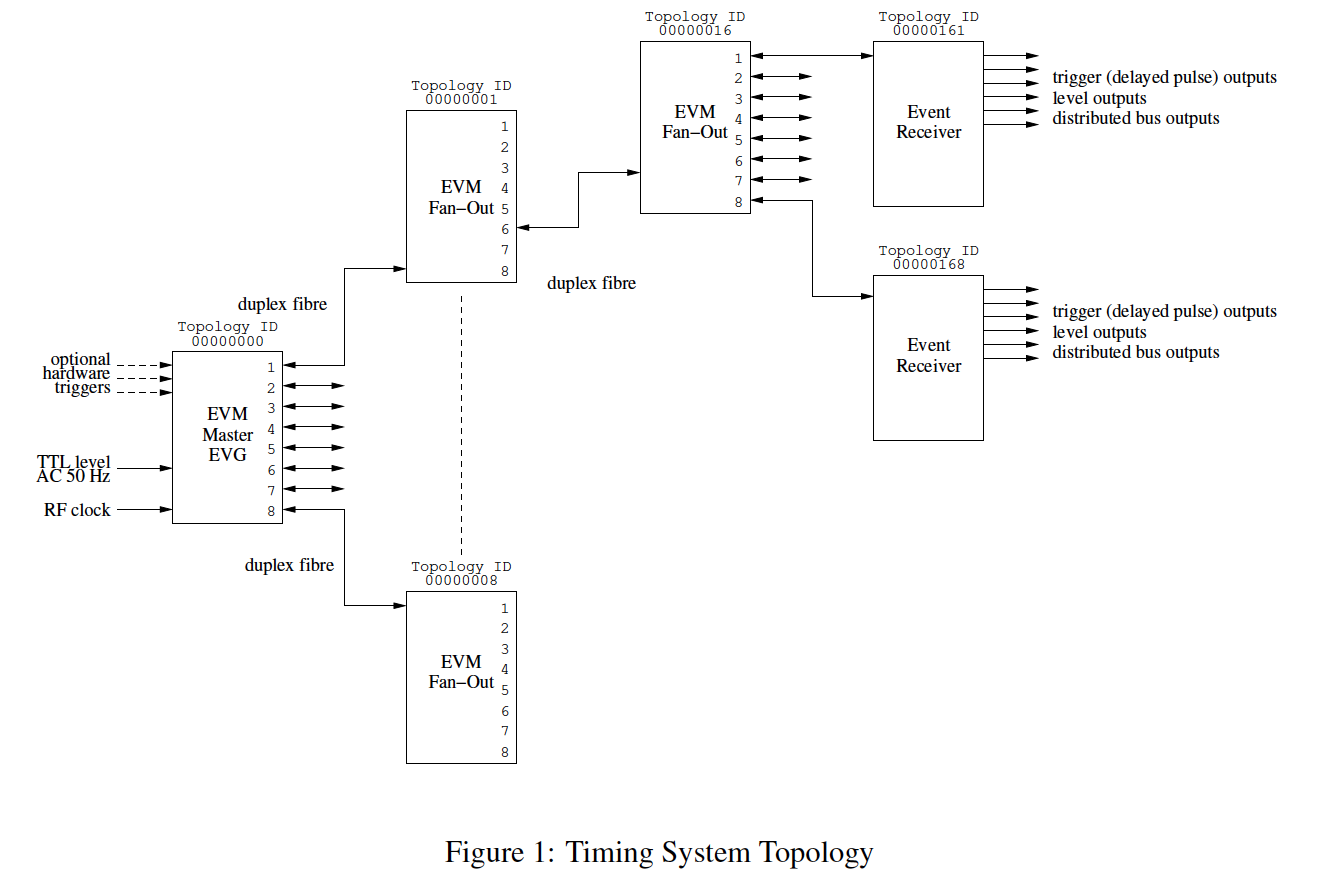 Topology ID
00000016
1
2
3
4
5
6
7
8
EVM
Fan–Out
Topology ID
00000161
Event
Receiver
trigger (delayed pulse) outputs
level outputs
distributed bus outputs
Topology ID
00000001
1
2
3
4
5
6
7
8
EVM
Fan–Out
duplex fibre
Topology ID
00000168
Event
Receiver
trigger (delayed pulse) outputs
level outputs
distributed bus outputs
duplex fibre
Topology ID
00000000
optional
hardware
triggers
TTL level
AC 50 Hz
RF clock
EVM
Master
EVG
1
2
3
4
5
6
7
8
duplex fibre
Topology ID
00000008
EVM
Fan–Out
1
2
3
4
5
6
7
8
Figure 1: Timing System Topology